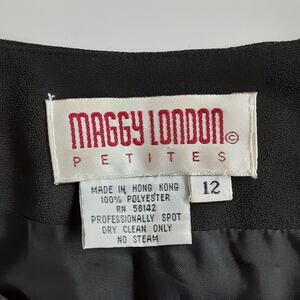 MAGGY LONDON ©
PETITES
MADE IN HONG KONG
100% POLYESTER
RN 58142
PROFESSIONALLY SPOT
DRY CLEAN ONLY
NO STEAM
12